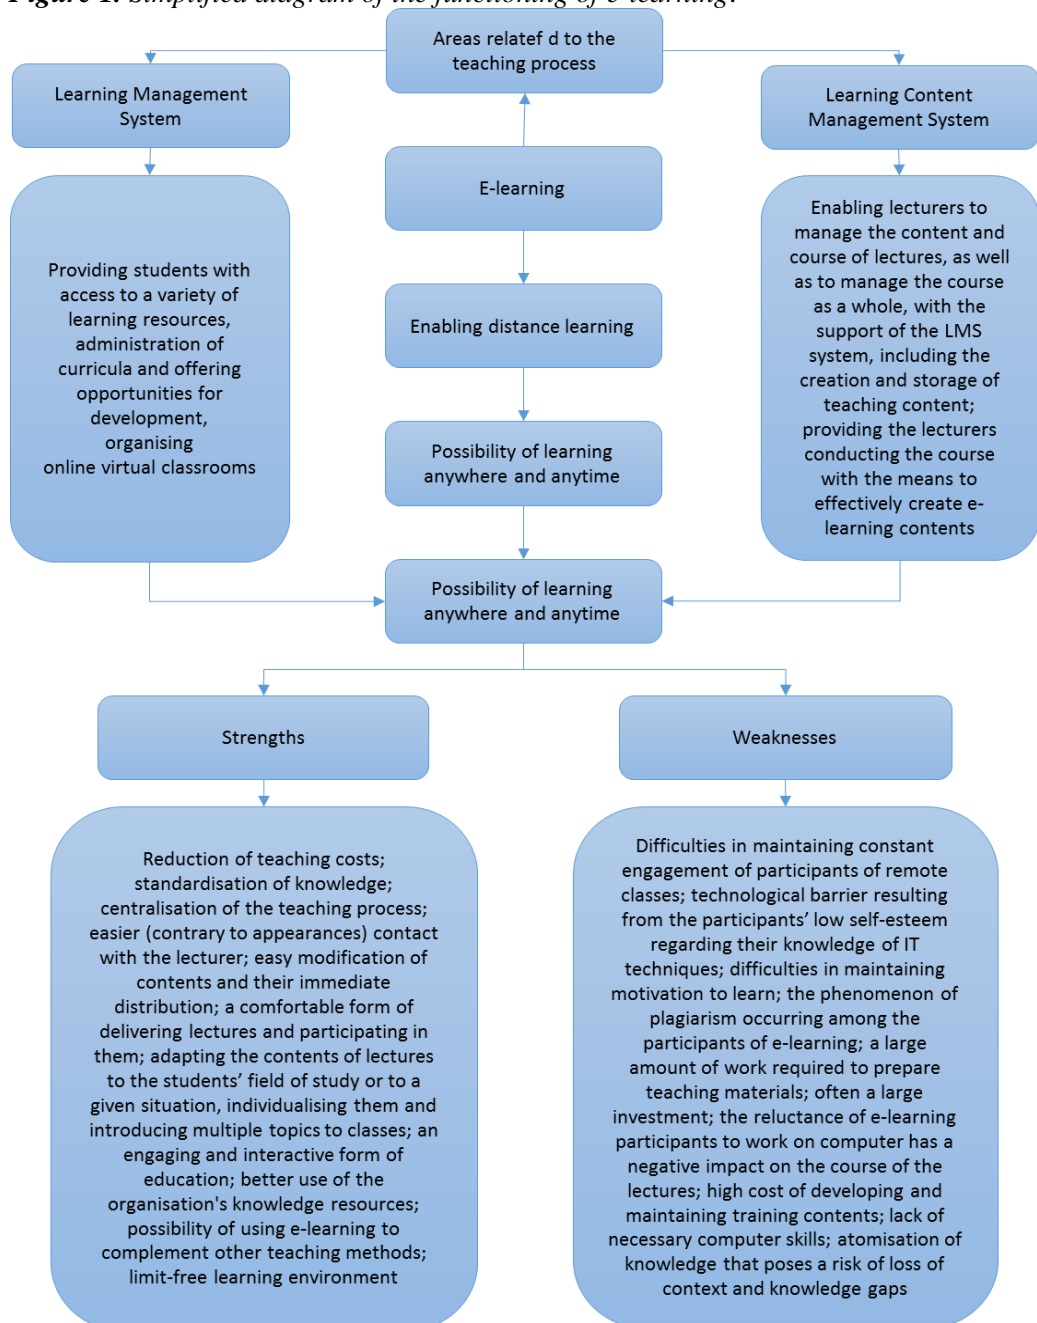 Figure 1. Simplified diagram of the functioning of e-learning.
Areas relatef d to the
teaching process
Learning Management
System
Learning Content
Management System
E-learning
Providing students with
access to a variety of
learning resources,
administration of
curricula and offering
opportunities for
development,
organising
online virtual classrooms
Enabling lecturers to
manage the content and
course of lectures, as well
as to manage the course
as a whole, with the
support of the LMS
system, including the
creation and storage of
teaching content;
providing the lecturers
conducting the course
with the means to
effectively create e-
learning contents
Enabling distance learning
Possibility of learning
anywhere and anytime
Possibility of learning
anywhere and anytime
Strengths
Weaknesses
Reduction of teaching costs;
standardisation of knowledge;
centralisation of the teaching process;
easier (contrary to appearances) contact
with the lecturer; easy modification of
contents and their immediate
distribution; a comfortable form of
delivering lectures and participating in
them; adapting the contents of lectures
to the students’ field of study or to a
given situation, individualising them and
introducing multiple topics to classes; an
engaging and interactive form of
education; better use of the
organisation's knowledge resources;
possibility of using e-learning to
complement other teaching methods;
limit-free learning environment
Difficulties in maintaining constant
engagement of participants of remote
classes; technological barrier resulting
from the participants’ low self-esteem
regarding their knowledge of IT
techniques; difficulties in maintaining
motivation to learn; the phenomenon of
plagiarism occurring among the
participants of e-learning; a large
amount of work required to prepare
teaching materials; often a large
investment; the reluctance of e-learning
participants to work on computer has a
negative impact on the course of the
lectures; high cost of developing and
maintaining training contents; lack of
necessary computer skills; atomisation of
knowledge that poses a risk of loss of
context and knowledge gaps